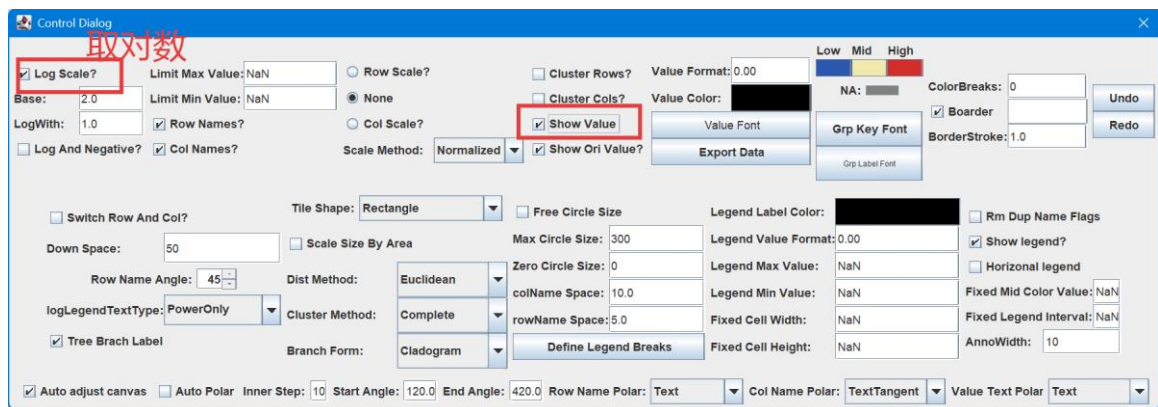 Control Dialog
取对数
Low Mid High
Log Scale? Limit Max Value: NaN Row Scale? Cluster Rows? Value Format: 0.00
NA: ColorBreaks: 0
Base: 2.0 Limit Min Value: NaN None Cluster Cols? Value Color: Boarder Undo
LogWith: 1.0 Row Names? Col Scale? Show Value Value Font Grp Key Font BorderStroke: 1.0 Redo
Log And Negative? Col Names? Scale Method: Normalized Show Ori Value? Export Data Grp Label Font
Switch Row And Col? Tile Shape: Rectangle Free Circle Size Legend Label Color: Rm Dup Name Flags
Down Space: 50 Scale Size By Area Max Circle Size: 300 Legend Value Format: 0.00 Show legend?
Row Name Angle: 45 Dist Method: Euclidean Zero Circle Size: 0 Legend Max Value: NaN Horizonal legend
logLegendTextType: PowerOnly Cluster Method: Complete colName Space: 10.0 Legend Min Value: NaN Fixed Mid Color Value: NaN
rowName Space: 5.0 Fixed Cell Width: NaN Fixed Legend Interval: NaN
Tree Brach Label Branch Form: Cladogram Define Legend Breaks Fixed Cell Height: NaN AnnoWidth: 10
Auto adjust canvas Auto Polar Inner Step: 10 Start Angle: 120.0 End Angle: 420.0 Row Name Polar: Text Col Name Polar: TextTangent Value Text Polar Text